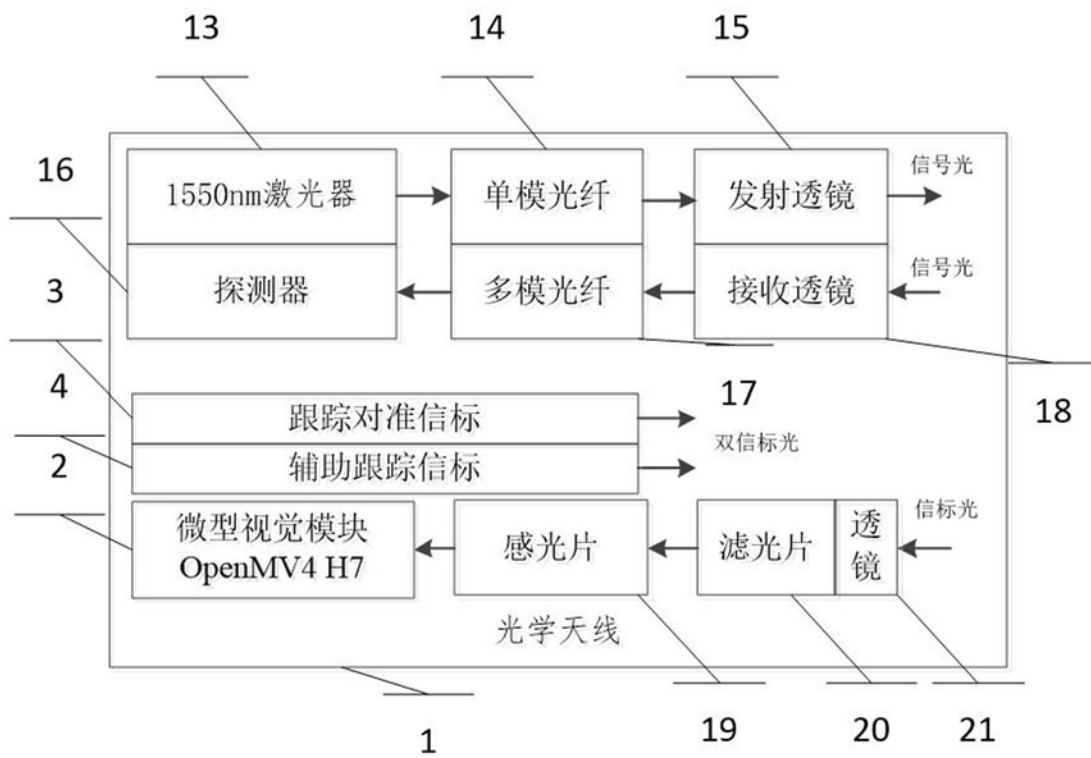 13
14
15
16
1550nm激光器
单模光纤
发射透镜
信号光
探测器
多模光纤
接收透镜
信号光
3
4
跟踪对准信标
17
18
辅助跟踪信标
双信标光
2
微型视觉模块
OpenMV4 H7
感光片
滤光片
透镜
信标光
光学天线
1
19
20
21